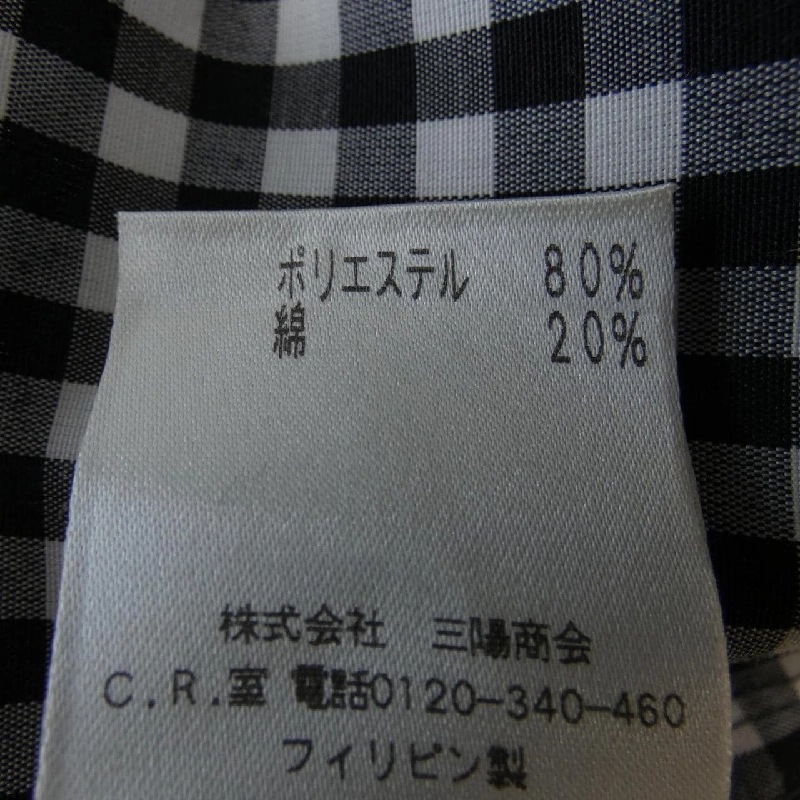 ポリエステル 80%
綿 20%
株式会社 三陽商会
C.R.室 電話0120-340-460
フィリピン製